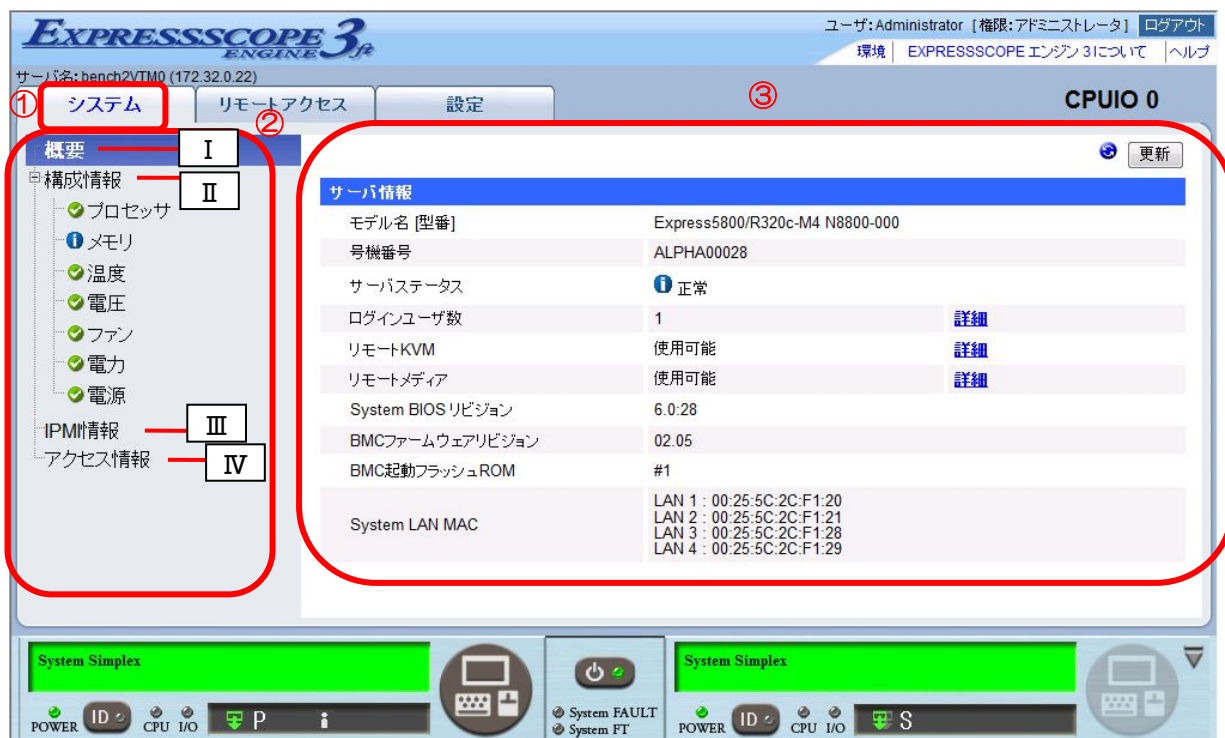 EXPRESSSCOPE
ENGINE 3 ft
ユーザ:Administrator [権限:アドミニストレータ] ログアウト
環境 EXPRESSSCOPE エンジン 3について ヘルプ
サーバ名: bench2VTM0 (172.32.0.22)
① システム リモートアクセス 設定 ③ CPUIO 0
②
概要 Ⅰ
更新
構成情報 Ⅱ
プロセッサ
メモリ
温度
電圧
ファン
電力
電源
IPMI情報 Ⅲ
アクセス情報 Ⅳ
サーバ情報
モデル名 [型番] Express5800/R320c-M4 N8800-000
号機番号 ALPHA00028
サーバステータス 正常
ログインユーザ数 1 詳細
リモートKVM 使用可能 詳細
リモートメディア 使用可能 詳細
System BIOS リビジョン 6.0:28
BMCファームウェアリビジョン 02.05
BMC起動フラッシュROM #1
System LAN MAC
LAN 1 : 00:25:5C:2C:F1:20
LAN 2 : 00:25:5C:2C:F1:21
LAN 3 : 00:25:5C:2C:F1:28
LAN 4 : 00:25:5C:2C:F1:29
System Simplex
POWER ID CPU I/O P i
System FAULT
System FT
System Simplex
POWER ID CPU I/O S